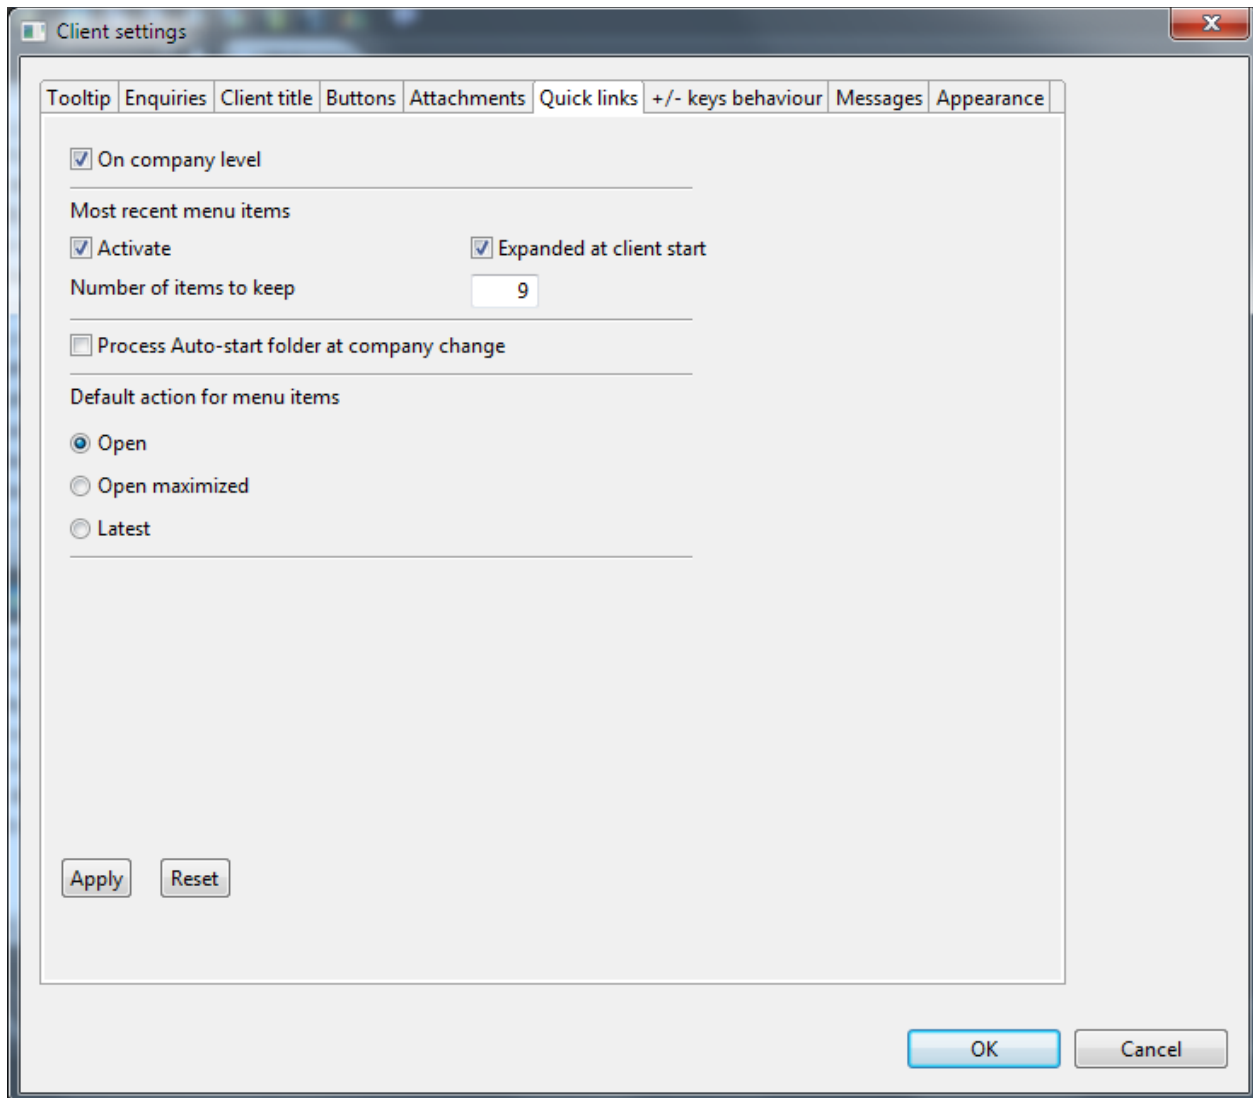 Client settings
Tooltip Enquiries Client title Buttons Attachments Quick links +/- keys behaviour Messages Appearance
On company level
Most recent menu items
Activate Expanded at client start
Number of items to keep 9
Process Auto-start folder at company change
Default action for menu items
Open
Open maximized
Latest
Apply Reset
OK Cancel